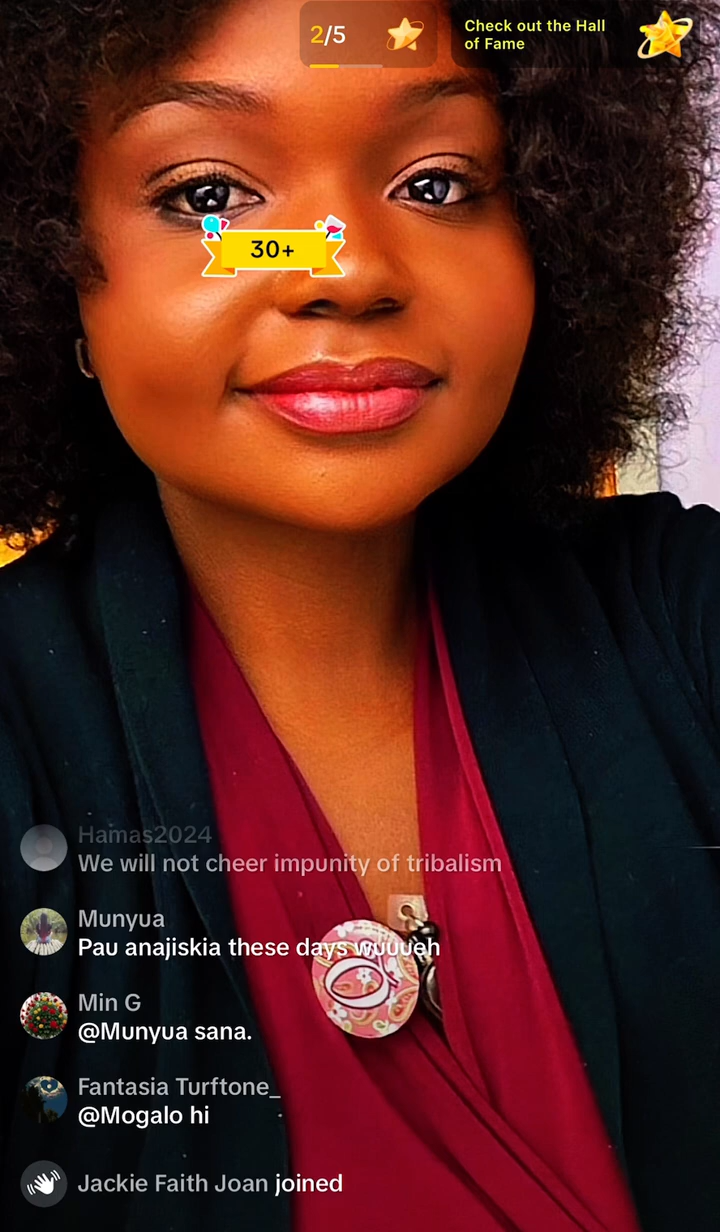 2/5
Check out the Hall
of Fame
30+
Hamas2024
We will not cheer impunity of tribalism
Munyua
Pau anajiskia these days wuuueh
Min G
@Munyua sana.
Fantasia Turftone_
@Mogalo hi
Jackie Faith Joan joined